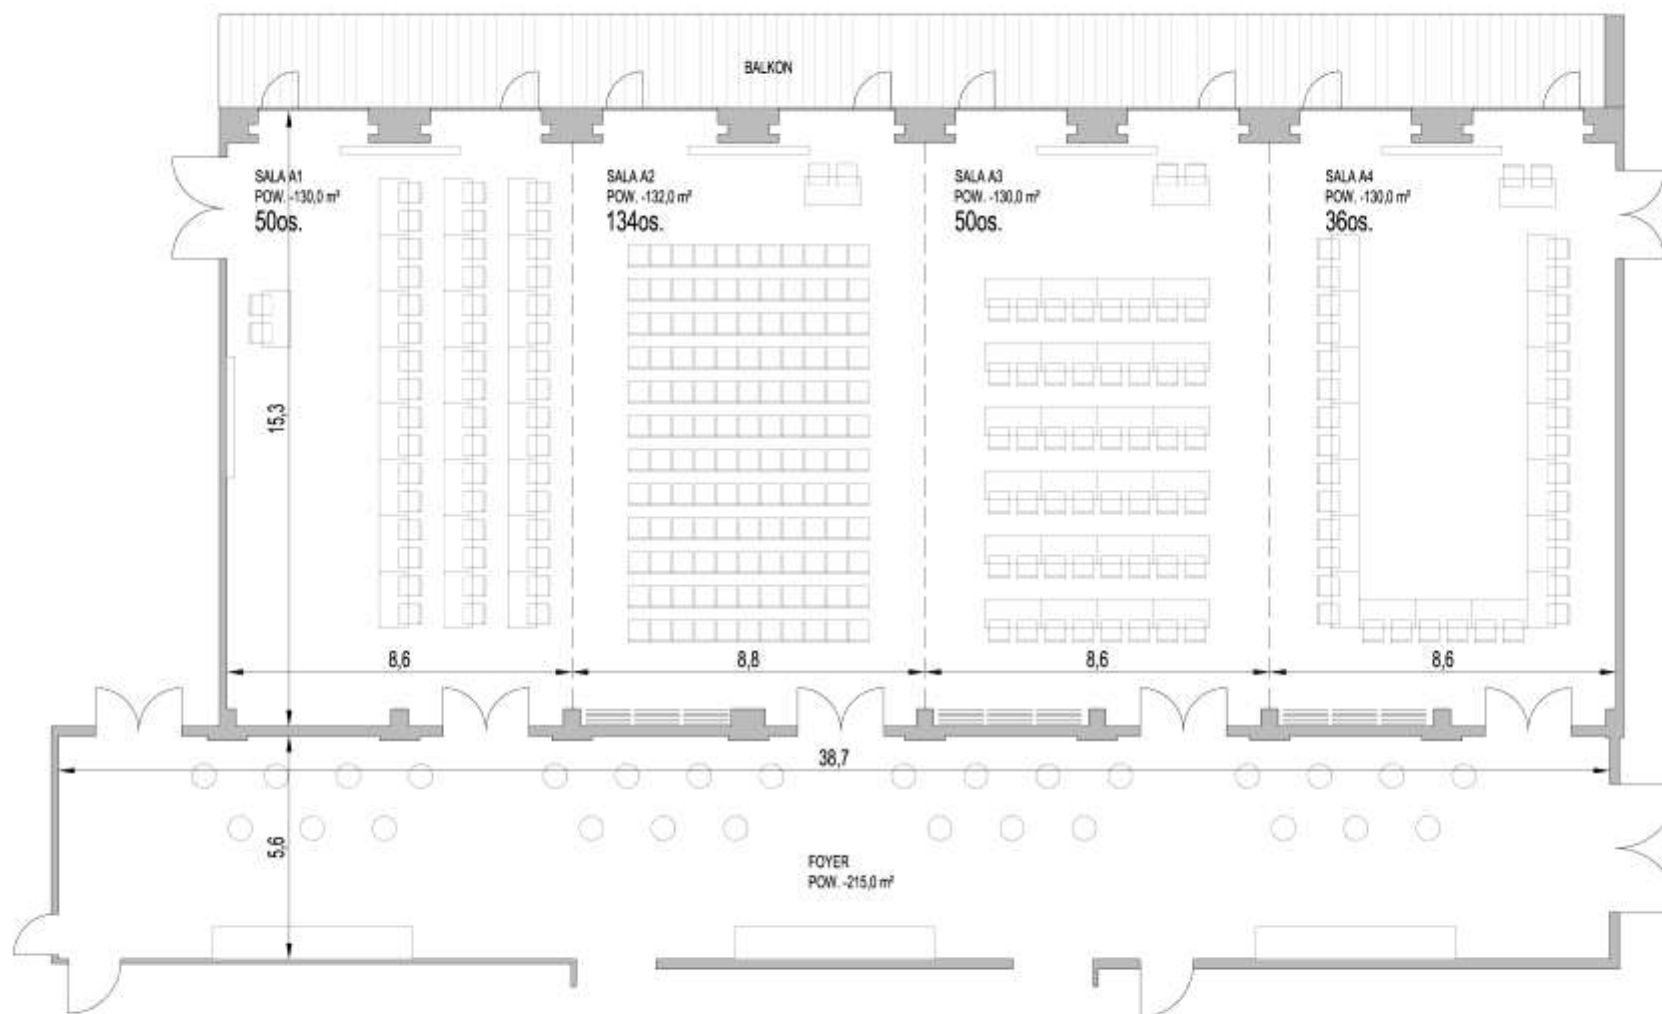 BALKON
SALA A1
POW. -130,0 m²
50os.
SALA A2
POW. -132,0 m²
134os.
SALA A3
POW. -130,0 m²
50os.
SALA A4
POW. -130,0 m²
36os.
15,3
8,6
8,8
8,6
8,6
38,7
5,6
FOYER
POW. -215,0 m²